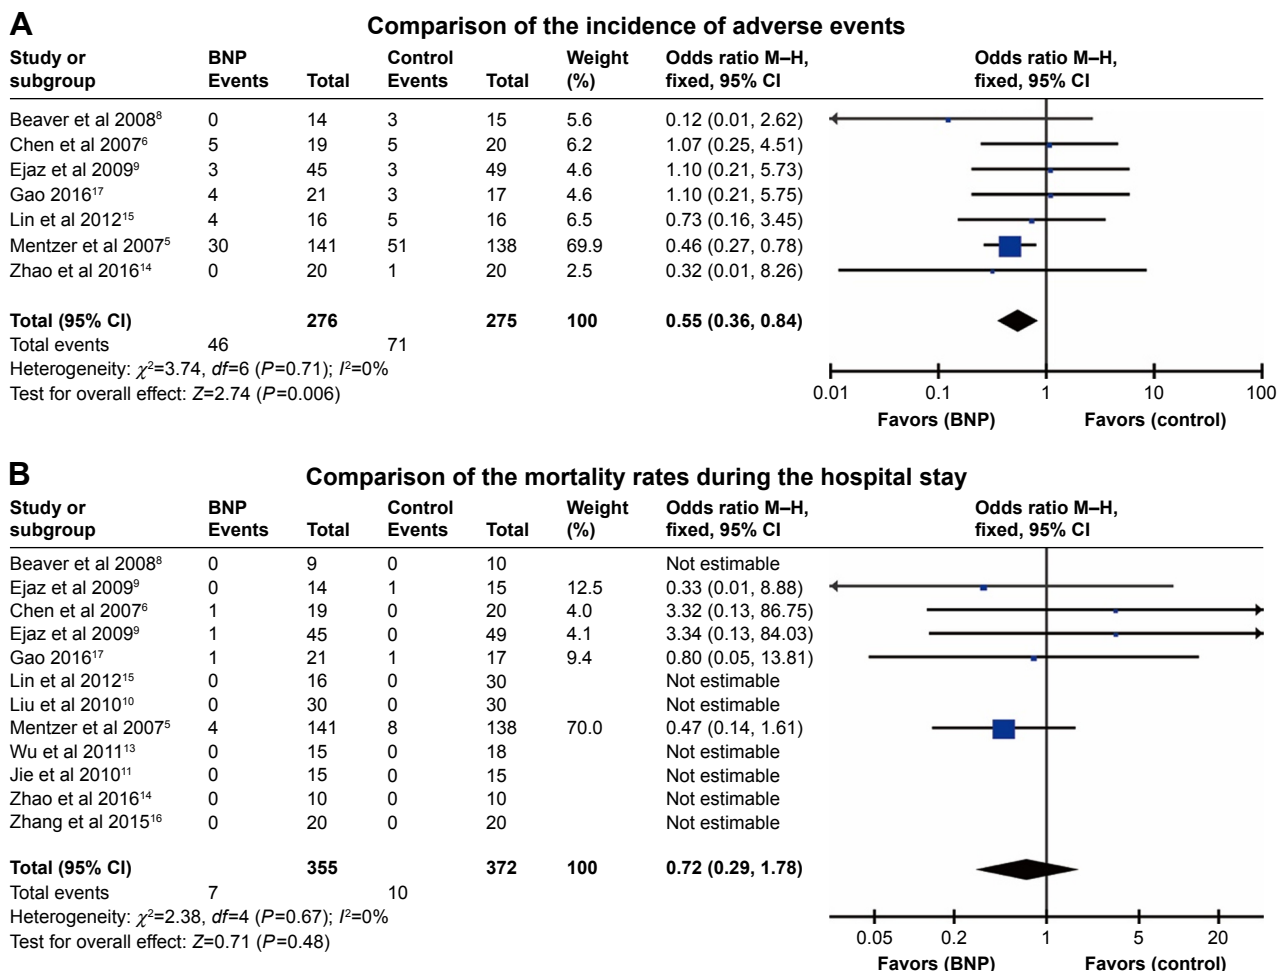 A Comparison of the incidence of adverse events
Study or subgroup BNP Events Total Control Events Total Weight (%) Odds ratio M–H, fixed, 95% CI Odds ratio M–H, fixed, 95% CI
Beaver et al 2008⁸ 0 14 3 15 5.6 0.12 (0.01, 2.62)
Chen et al 2007⁶ 5 19 5 20 6.2 1.07 (0.25, 4.51)
Ejaz et al 2009⁹ 3 45 3 49 4.6 1.10 (0.21, 5.73)
Gao 2016¹⁷ 4 21 3 17 4.6 1.10 (0.21, 5.75)
Lin et al 2012¹⁵ 4 16 5 16 6.5 0.73 (0.16, 3.45)
Mentzer et al 2007⁵ 30 141 51 138 69.9 0.46 (0.27, 0.78)
Zhao et al 2016¹⁴ 0 20 1 20 2.5 0.32 (0.01, 8.26)
Total (95% CI) 276 275 100 0.55 (0.36, 0.84)
Total events 46 71
Heterogeneity: χ²=3.74, df=6 (P=0.71); I²=0%
Test for overall effect: Z=2.74 (P=0.006)
0.01 0.1 1 10 100
Favors (BNP) Favors (control)
B Comparison of the mortality rates during the hospital stay
Study or subgroup BNP Events Total Control Events Total Weight (%) Odds ratio M–H, fixed, 95% CI Odds ratio M–H, fixed, 95% CI
Beaver et al 2008⁸ 0 9 0 10 Not estimable
Ejaz et al 2009⁹ 0 14 1 15 12.5 0.33 (0.01, 8.88)
Chen et al 2007⁶ 1 19 0 20 4.0 3.32 (0.13, 86.75)
Ejaz et al 2009⁹ 1 45 0 49 4.1 3.34 (0.13, 84.03)
Gao 2016¹⁷ 1 21 1 17 9.4 0.80 (0.05, 13.81)
Lin et al 2012¹⁵ 0 16 0 30 Not estimable
Liu et al 2010¹⁰ 0 30 0 30 Not estimable
Mentzer et al 2007⁵ 4 141 8 138 70.0 0.47 (0.14, 1.61)
Wu et al 2011¹³ 0 15 0 18 Not estimable
Jie et al 2010¹¹ 0 15 0 15 Not estimable
Zhao et al 2016¹⁴ 0 10 0 10 Not estimable
Zhang et al 2015¹⁶ 0 20 0 20 Not estimable
Total (95% CI) 355 372 100 0.72 (0.29, 1.78)
Total events 7 10
Heterogeneity: χ²=2.38, df=4 (P=0.67); I²=0%
Test for overall effect: Z=0.71 (P=0.48)
0.05 0.2 1 5 20
Favors (BNP) Favors (control)